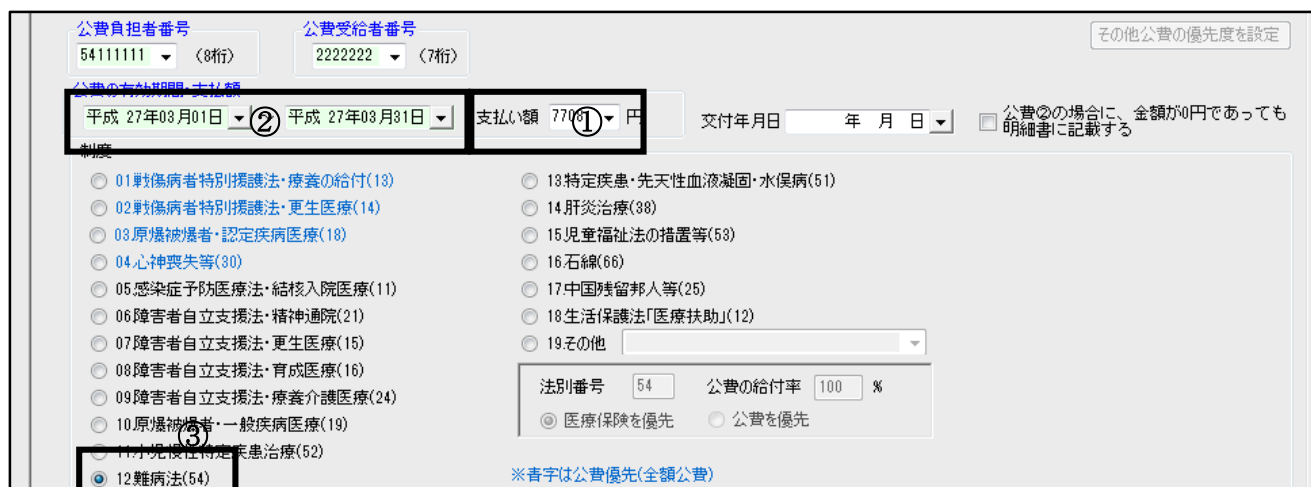 公費負担者番号 公費受給者番号
54111111 (8桁) 2222222 (7桁) その他公費の優先度を設定
公費の有効期間・支払額
平成 27年03月01日 ② 平成 27年03月31日 支払い額 ① 円 交付年月日 年 月 日 公費②の場合に、金額が0円であっても
明細書に記載する
制度
01戦傷病者特別援護法・療養の給付(13)
02戦傷病者特別援護法・更生医療(14)
03原爆被爆者・認定疾病医療(18)
04心神喪失等(30)
05感染症予防医療法・結核入院医療(11)
06障害者自立支援法・精神通院(21)
07障害者自立支援法・更生医療(15)
08障害者自立支援法・育成医療(16)
09障害者自立支援法・療養介護医療(24)
10原爆被爆者・一般疾病医療(19)
③
11小児慢性特定疾患治療(52)
12難病法(54)
13特定疾患・先天性血液凝固・水俣病(51)
14肝炎治療(38)
15児童福祉法の措置等(53)
16石綿(66)
17中国残留邦人等(25)
18生活保護法「医療扶助」(12)
19その他
法別番号 54 公費の給付率 100 %
医療保険を優先 公費を優先
※青字は公費優先(全額公費)